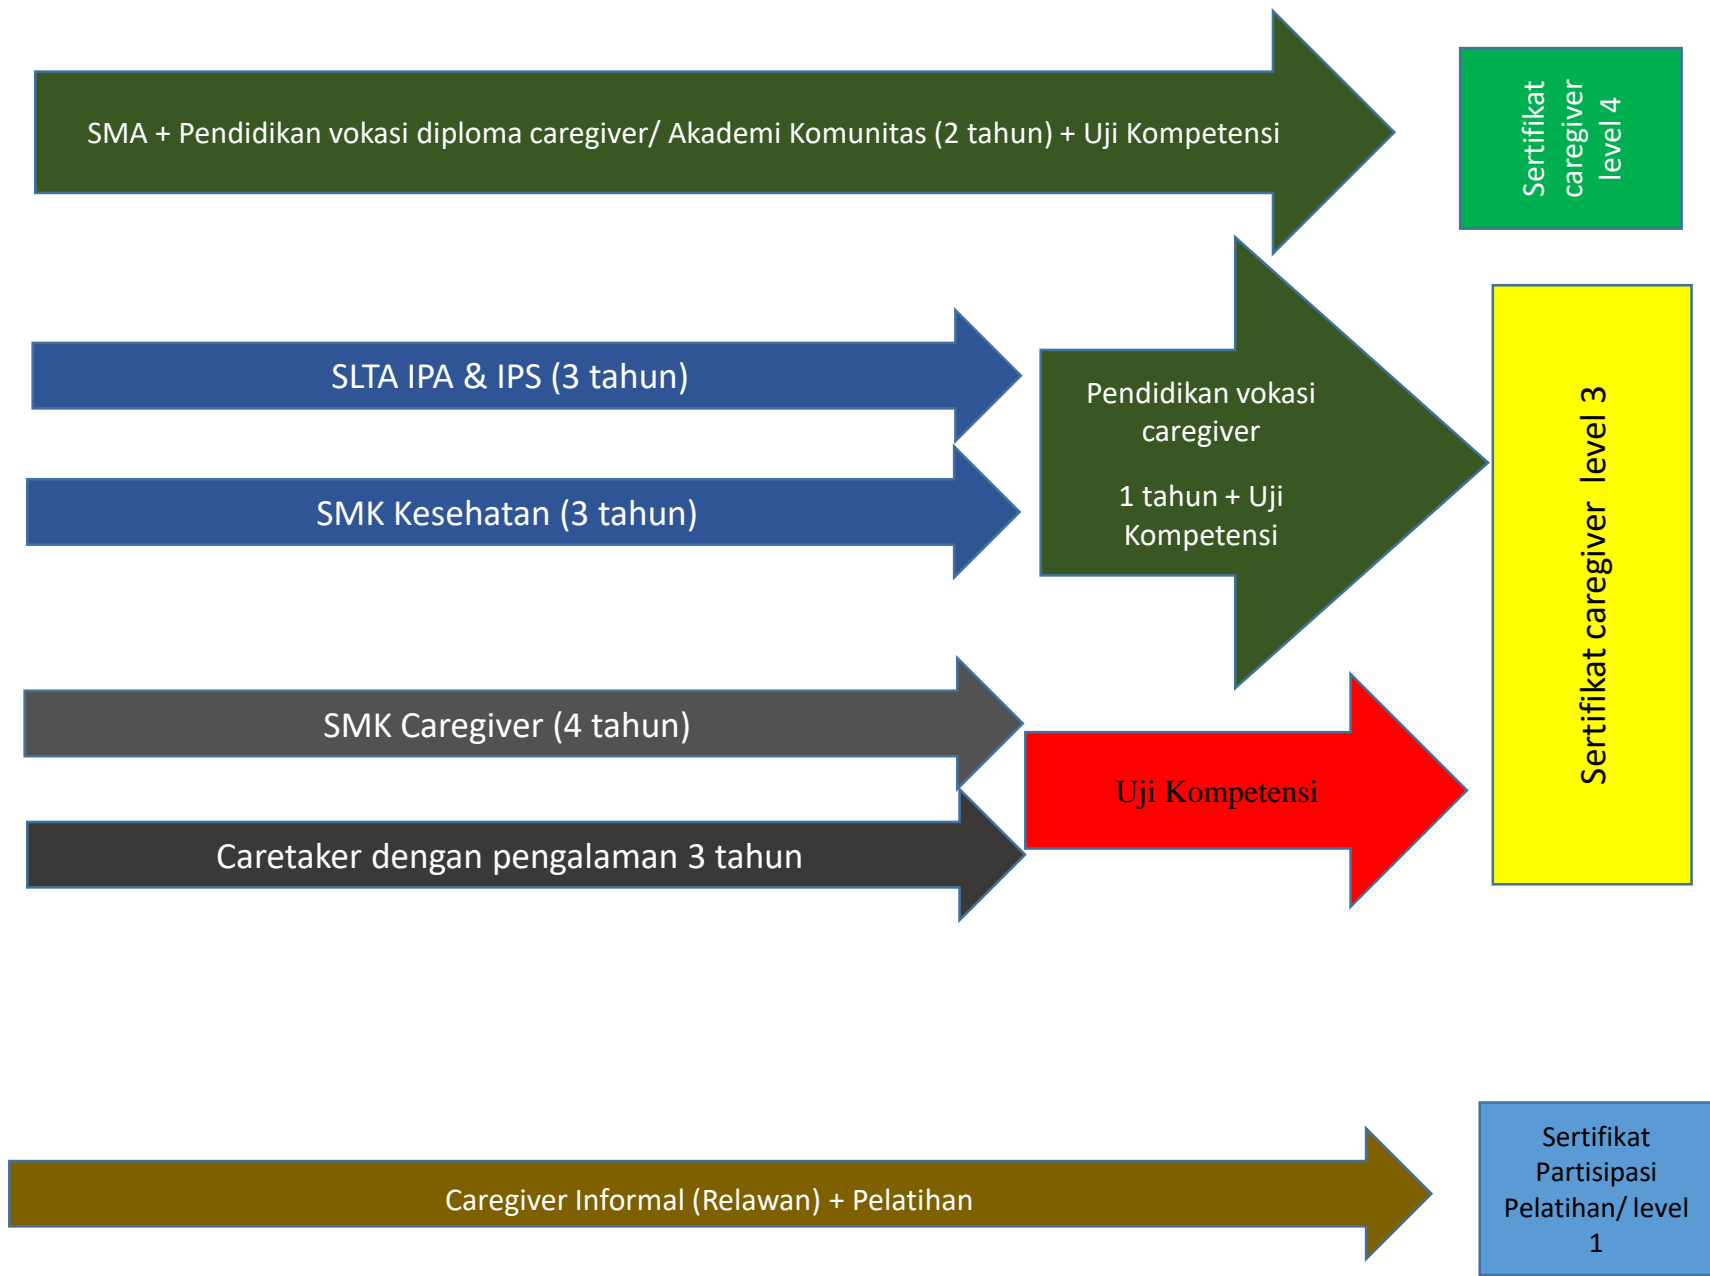 SMA + Pendidikan vokasi diploma caregiver/ Akademi Komunitas (2 tahun) + Uji Kompetensi
Sertifikat
caregiver
level 4
SLTA IPA & IPS (3 tahun)
SMK Kesehatan (3 tahun)
Pendidikan vokasi
caregiver
1 tahun + Uji
Kompetensi
SMK Caregiver (4 tahun)
Caretaker dengan pengalaman 3 tahun
Uji Kompetensi
Sertifikat caregiver level 3
Caregiver Informal (Relawan) + Pelatihan
Sertifikat
Partisipasi
Pelatihan/ level
1